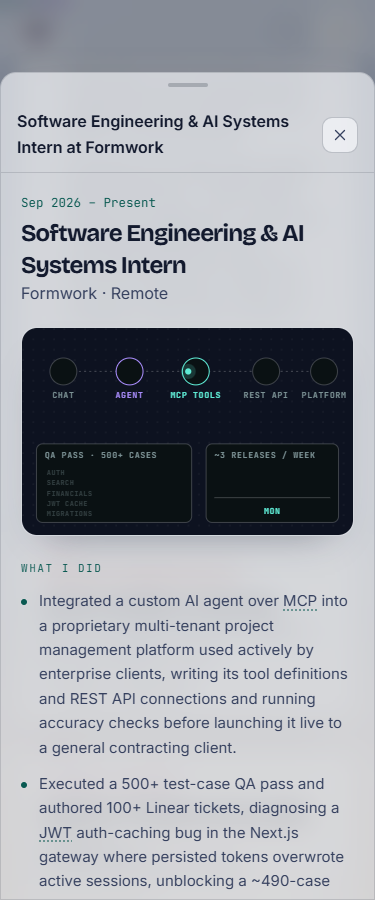 Software Engineering & AI Systems
Intern at Formwork
Sep 2026 – Present
Software Engineering & AI
Systems Intern
Formwork · Remote
CHAT
AGENT
MCP TOOLS
REST API
PLATFORM
QA PASS · 500+ CASES
AUTH
SEARCH
FINANCIALS
JWT CACHE
MIGRATIONS
~3 RELEASES / WEEK
MON
WHAT I DID
Integrated a custom AI agent over MCP into
a proprietary multi-tenant project
management platform used actively by
enterprise clients, writing its tool definitions
and REST API connections and running
accuracy checks before launching it live to
a general contracting client.
Executed a 500+ test-case QA pass and
authored 100+ Linear tickets, diagnosing a
JWT auth-caching bug in the Next.js
gateway where persisted tokens overwrote
active sessions, unblocking a ~490-case